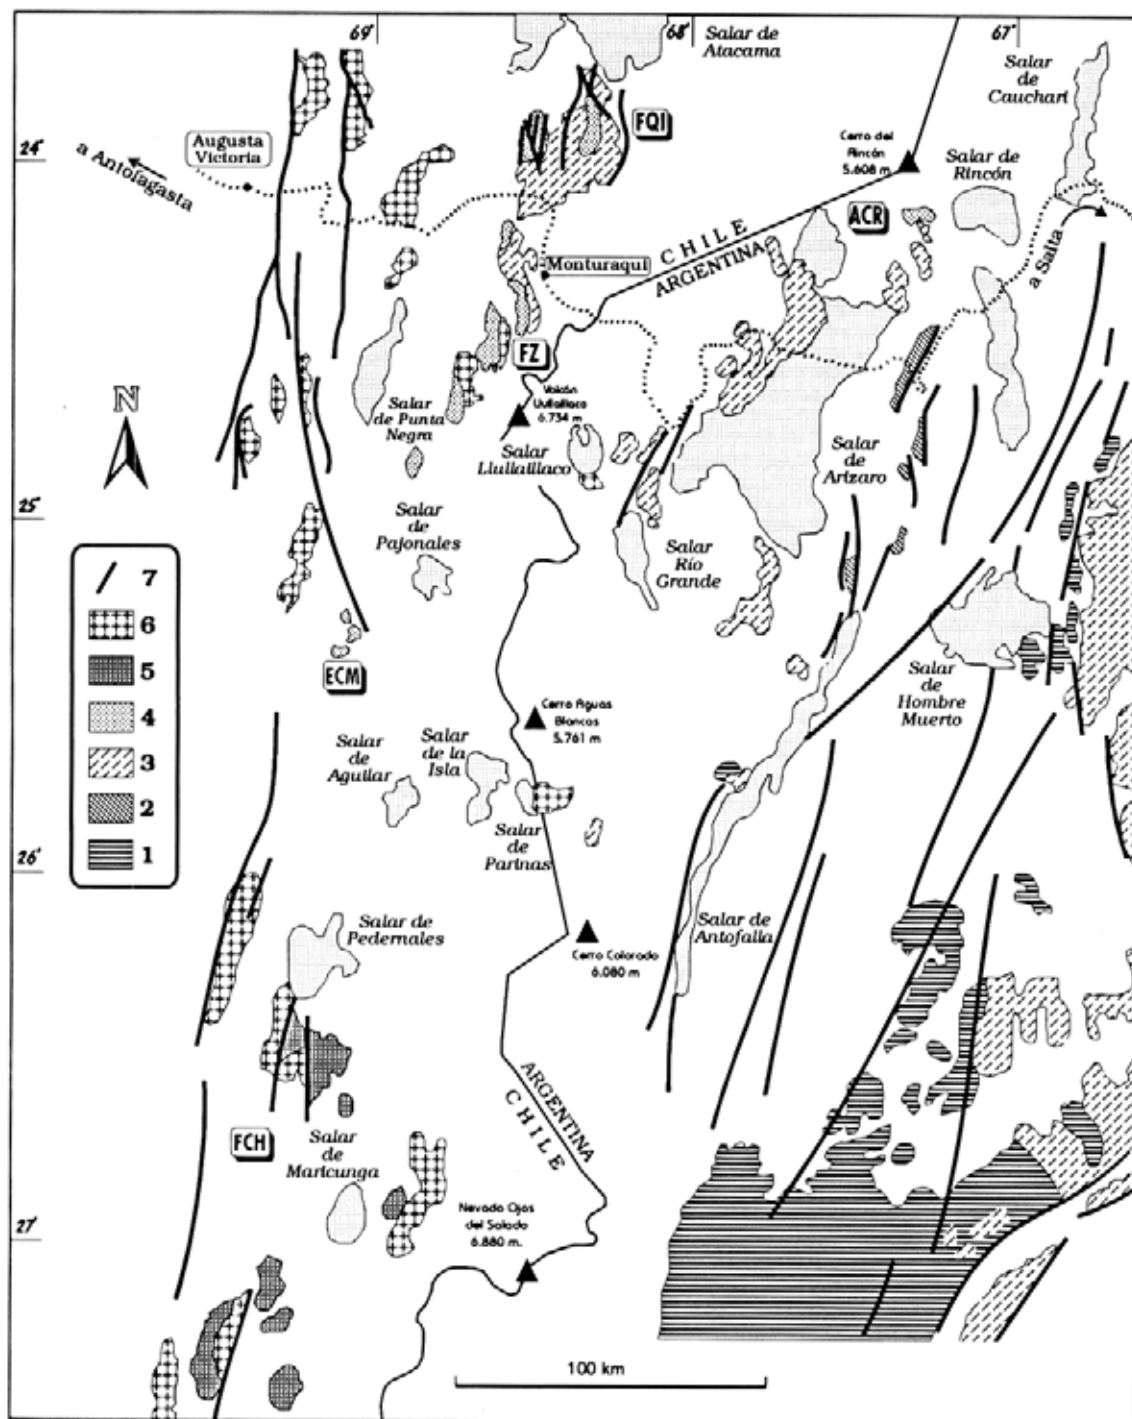 69°
68°
67°
Salar de
Atacama
Salar
de
Cauchari
FQI
24°
Augusta
Victoria
a Antofagasta
Cerro del
Rincón
5.608 m
Salar de
Rincón
ACR
CHILE
ARGENTINA
a Salta
Monturaqui
FZ
Volcán
Llullaillaco
6.734 m
N
Salar
de Punta
Negra
Salar
Llullaillaco
Salar
de
Arizaro
25°
Salar
de
Pajonales
Salar
Río
Grande
7
6
5
4
3
2
1
ECM
Salar
de
Hombre
Muerto
Cerro Aguas
Blancas
5.761 m
Salar
de
Aguilar
Salar
de la
Isla
Salar
de
Parinas
26°
Salar de
Pedernales
Salar de
Antofalla
Cerro Colorado
6.080 m
ARGENTINA
CHILE
FCH
Salar
de
Maricunga
Nevado Ojos
del Salado
6.880 m.
27°
100 km